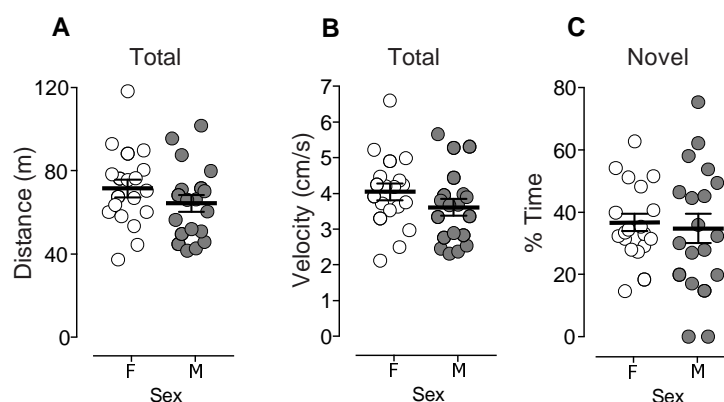 A
Total
Distance (m)
120
80
40
0
F M
Sex
B
Total
Velocity (cm/s)
7
6
5
4
3
2
1
0
F M
Sex
C
Novel
% Time
80
60
40
20
0
F M
Sex